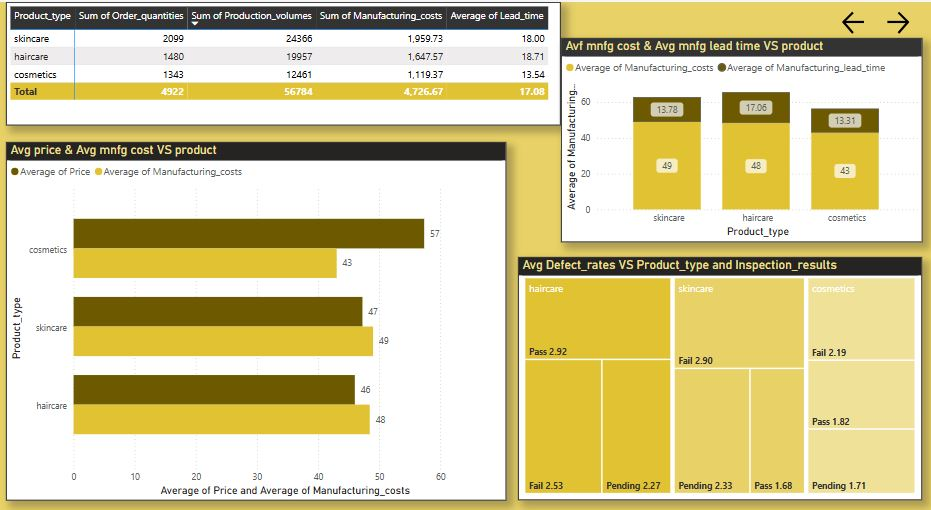 Product_type Sum of Order_quantities Sum of Production_volumes Sum of Manufacturing_costs Average of Lead_time
skincare 2099 24366 1,959.73 18.00
haircare 1480 19957 1,647.57 18.71
cosmetics 1343 12461 1,119.37 13.54
Total 4922 56784 4,726.67 17.08
Avf mnfg cost & Avg mnfg lead time VS product
Average of Manufacturing_costs Average of Manufacturing_lead_time
Average of Manufacturing...
60
40
20
0
13.78 17.06 13.31
49 48 43
skincare haircare cosmetics
Product_type
Avg price & Avg mnfg cost VS product
Average of Price Average of Manufacturing_costs
Product_type
cosmetics
57
43
skincare
47
49
haircare
46
48
0 10 20 30 40 50 60
Average of Price and Average of Manufacturing_costs
Avg Defect_rates VS Product_type and Inspection_results
haircare
Pass 2.92
Fail 2.53
Pending 2.27
skincare
Fail 2.90
Pending 2.33
Pass 1.68
cosmetics
Fail 2.19
Pass 1.82
Pending 1.71